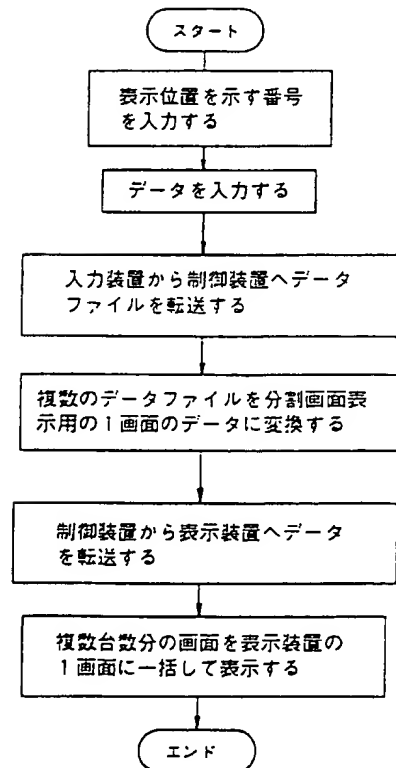 スタート
表示位置を示す番号
を入力する
データを入力する
入力装置から制御装置へデータ
ファイルを転送する
複数のデータファイルを分割画面表
示用の1画面のデータに変換する
制御装置から表示装置へデータ
を転送する
複数台数分の画面を表示装置の
1画面に一括して表示する
エンド